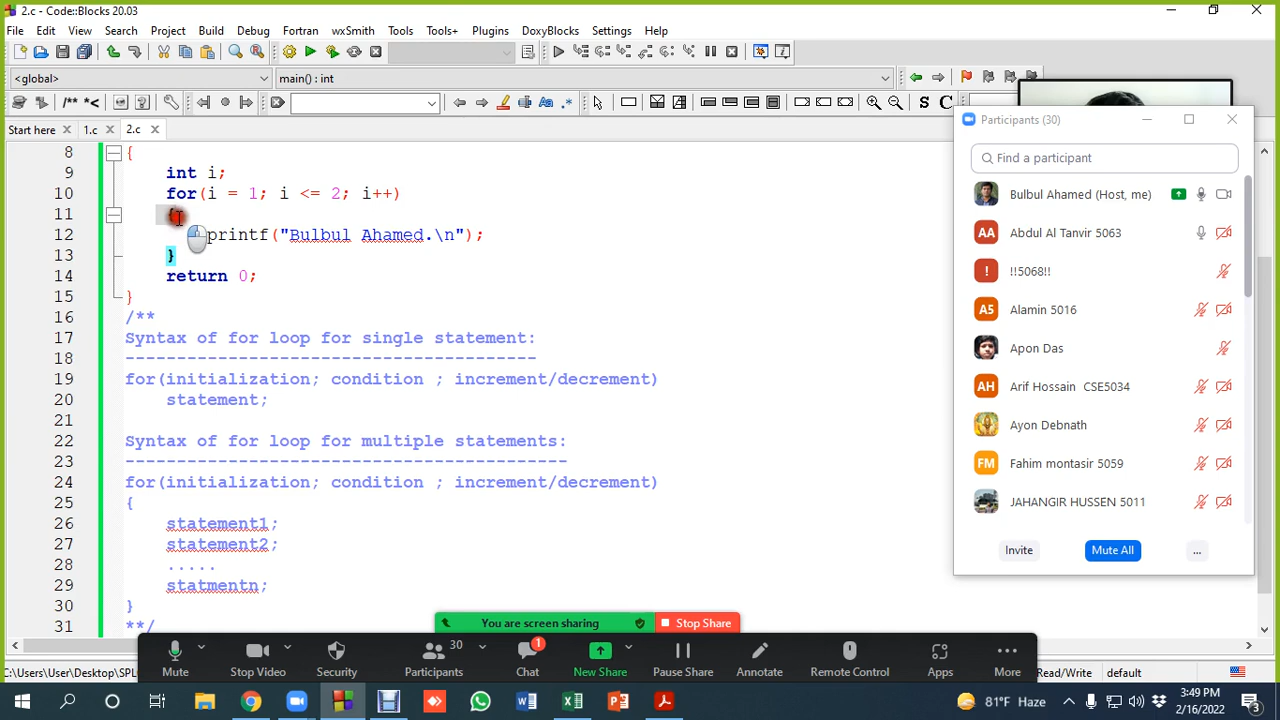 2.c - Code::Blocks 20.03
File Edit View Search Project Build Debug Fortran wxSmith Tools Tools+ Plugins DoxyBlocks Settings Help
<global> main() : int
/** *<
S C
Start here 1.c 2.c
8 {
9 int i;
10 for(i = 1; i <= 2; i++)
11 {
12 printf("Bulbul Ahamed.\n");
13 }
14 return 0;
15 }
16 /**
17 Syntax of for loop for single statement:
18 ----------------------------------------
19 for(initialization; condition ; increment/decrement)
20 statement;
21
22 Syntax of for loop for multiple statements:
23 -------------------------------------------
24 for(initialization; condition ; increment/decrement)
25 {
26 statement1;
27 statement2;
28 .....
29 statmentn;
30 }
31 **/
Participants (30)
Find a participant
Bulbul Ahamed (Host, me)
AA Abdul Al Tanvir 5063
! !!5068!!
A5 Alamin 5016
Apon Das
AH Arif Hossain CSE5034
Ayon Debnath
FM Fahim montasir 5059
JAHANGIR HUSSEN 5011
Invite Mute All ...
You are screen sharing Stop Share
30 1
Mute Stop Video Security Participants Chat New Share Pause Share Annotate Remote Control Apps More
C:\Users\User\Desktop\SPL Read/Write default
81°F Haze 3:49 PM
2/16/2022 3